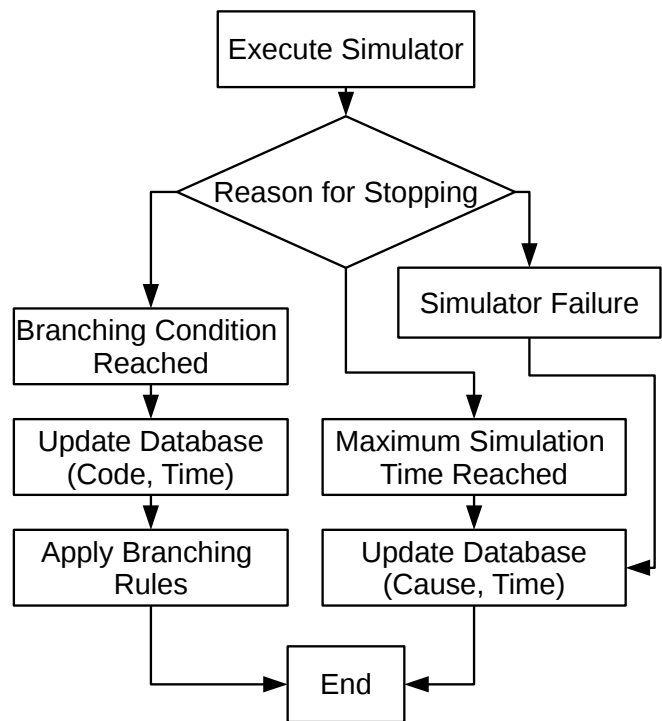 Execute Simulator
Reason for Stopping
Simulator Failure
Branching Condition
Reached
Update Database
(Code, Time)
Maximum Simulation
Time Reached
Apply Branching
Rules
Update Database
(Cause, Time)
End